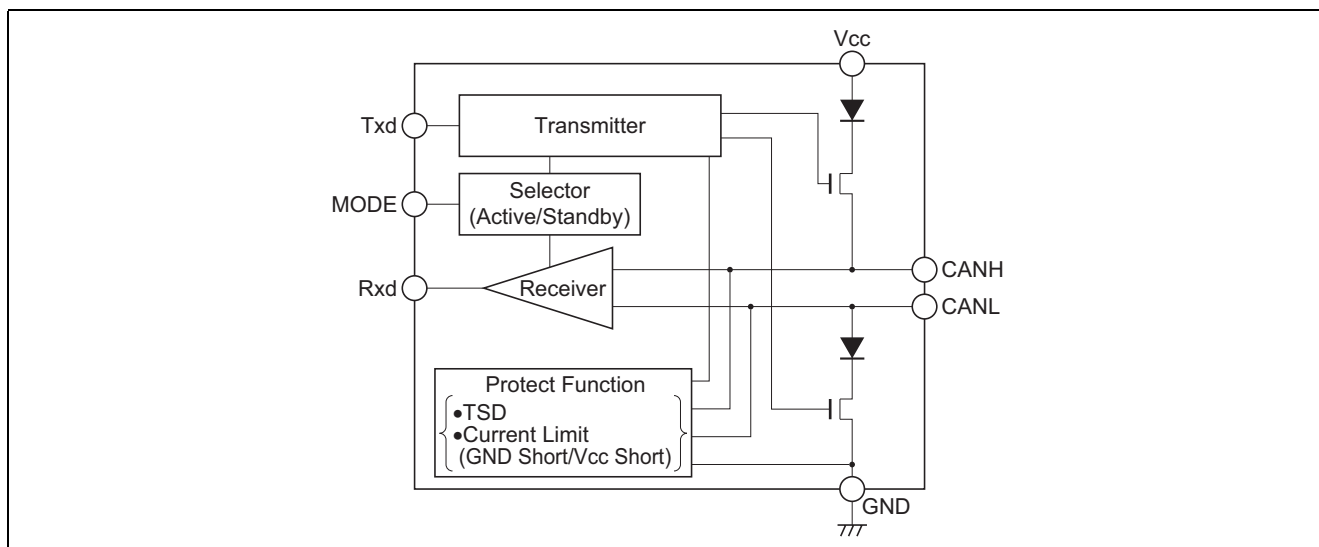 Vcc
Txd
Transmitter
MODE
Selector
(Active/Standby)
Rxd
Receiver
CANH
CANL
Protect Function
●TSD
●Current Limit
(GND Short/Vcc Short)
GND